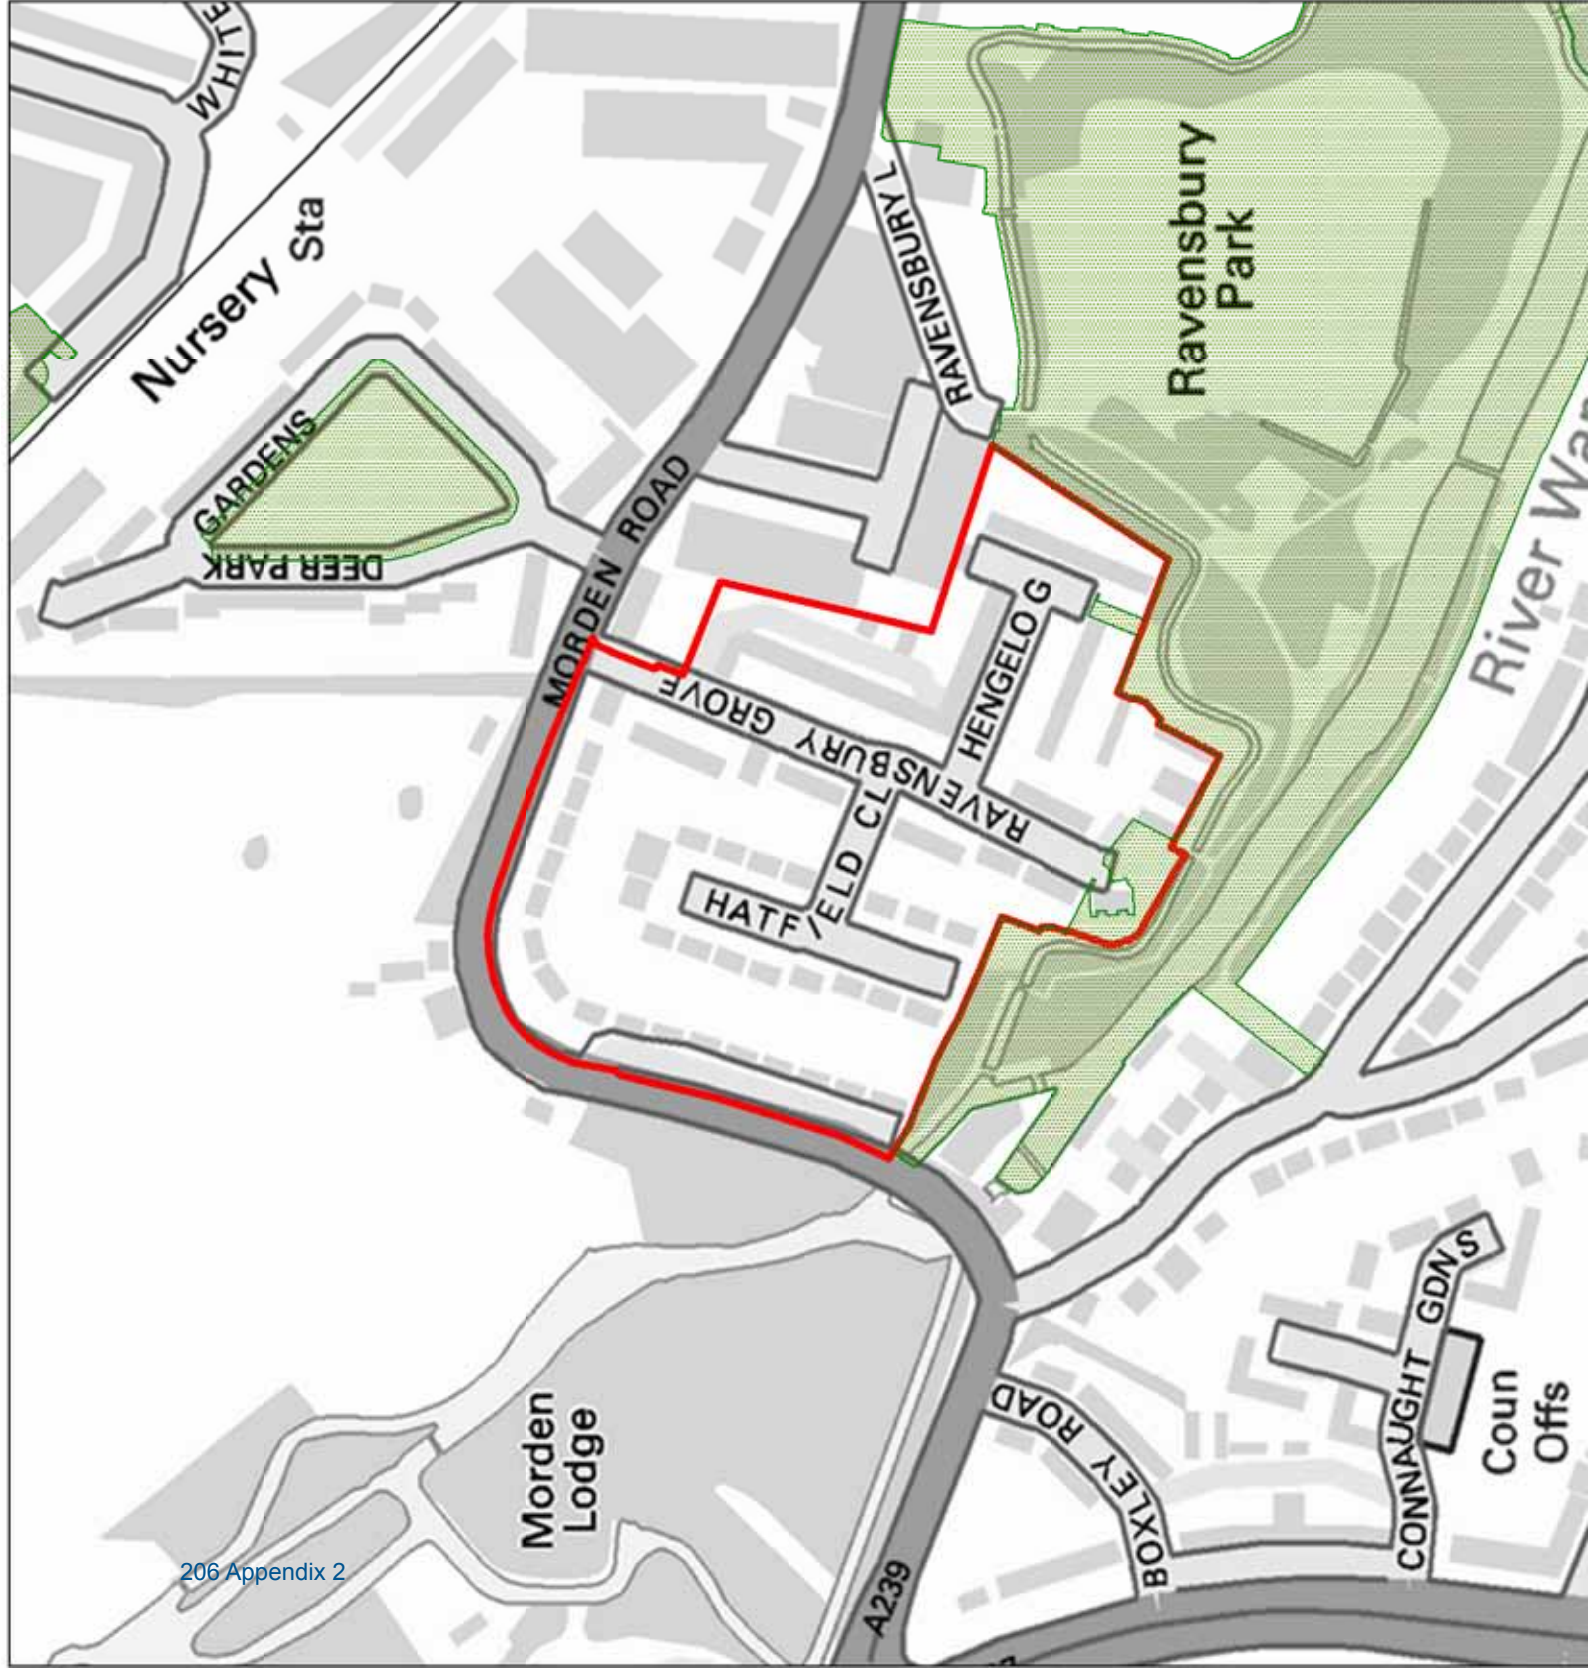 WHITE
Nursery
Sta
RAVENSBURY L
Ravensbury
Park
GARDENS
DEER PARK
MORDEN ROAD
River Wan
HENGELO G
RAVENSBURY GROVE
HATFIELD CL
Morden
Lodge
206 Appendix 2
A239
BOXLEY ROAD
CONNAUGHT GDNS
Coun
Offs